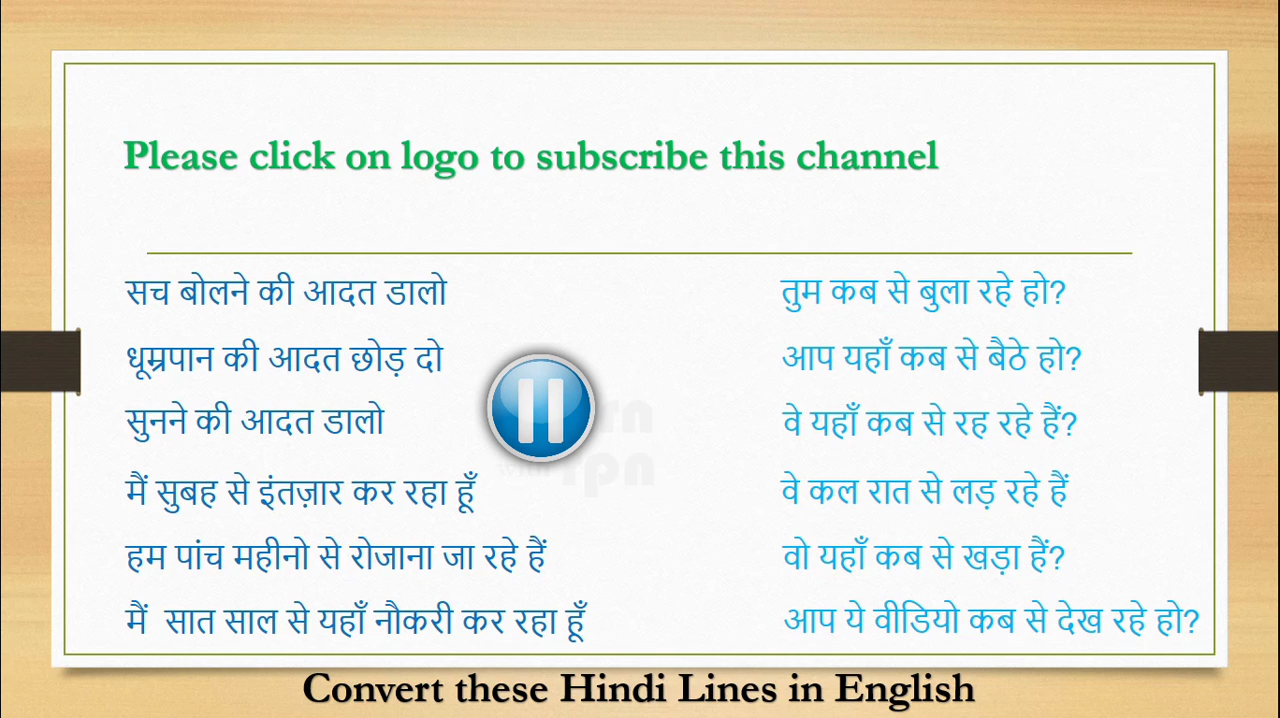 Please click on logo to subscribe this channel
सच बोलने की आदत डालो
धूम्रपान की आदत छोड़ दो
सुनने की आदत डालो
मैं सुबह से इंतज़ार कर रहा हूँ
हम पांच महीनो से रोजाना जा रहे हैं
मैं सात साल से यहाँ नौकरी कर रहा हूँ
तुम कब से बुला रहे हो?
आप यहाँ कब से बैठे हो?
वे यहाँ कब से रह रहे हैं?
वे कल रात से लड़ रहे हैं
वो यहाँ कब से खड़ा हैं?
आप ये वीडियो कब से देख रहे हो?
Convert these Hindi Lines in English